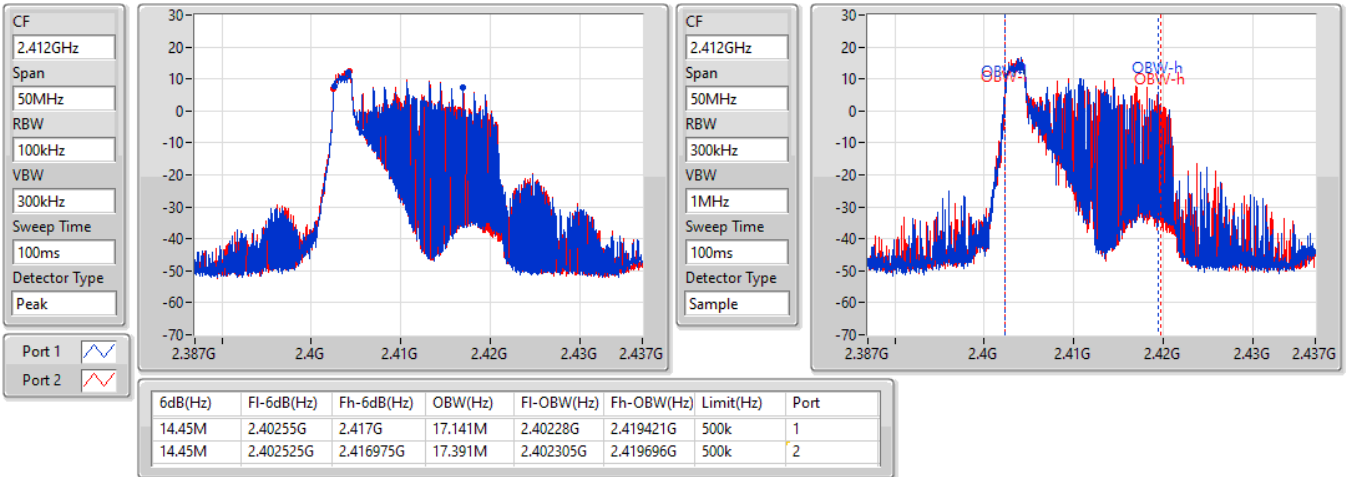 CF
2.412GHz
Span
50MHz
RBW
100kHz
VBW
300kHz
Sweep Time
100ms
Detector Type
Peak
30
20
10
0
-10
-20
-30
-40
-50
-60
-70
2.387G 2.4G 2.41G 2.42G 2.43G 2.437G
CF
2.412GHz
Span
50MHz
RBW
300kHz
VBW
1MHz
Sweep Time
100ms
Detector Type
Sample
30
20
10
0
-10
-20
-30
-40
-50
-60
-70
OBW-h
OBW-h
2.387G 2.4G 2.41G 2.42G 2.43G 2.437G
Port 1
Port 2
6dB(Hz) Fl-6dB(Hz) Fh-6dB(Hz) OBW(Hz) Fl-OBW(Hz) Fh-OBW(Hz) Limit(Hz) Port
14.45M 2.40255G 2.417G 17.141M 2.40228G 2.419421G 500k 1
14.45M 2.402525G 2.416975G 17.391M 2.402305G 2.419696G 500k 2